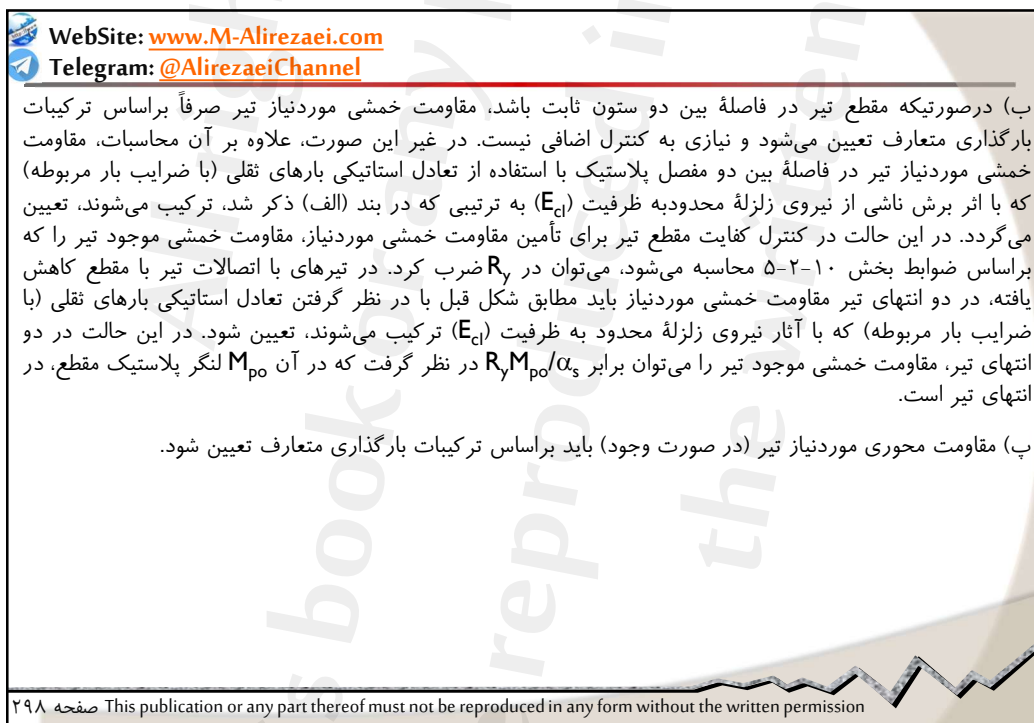 WebSite: www.M-Alirezaei.com
Telegram: @AlirezaeiChannel
ب) درصورتیکه مقطع تیر در فاصلهٔ بین دو ستون ثابت باشد، مقاومت خمشی موردنیاز تیر صرفاً براساس ترکیبات
بارگذاری متعارف تعیین می‌شود و نیازی به کنترل اضافی نیست. در غیر این صورت، علاوه بر آن محاسبات، مقاومت
خمشی موردنیاز تیر در فاصلهٔ بین دو مفصل پلاستیک با استفاده از تعادل استاتیکی بارهای ثقلی (با ضرایب بار مربوطه)
که با اثر برش ناشی از نیروی زلزلهٔ محدودبه ظرفیت (Ecl) به ترتیبی که در بند (الف) ذکر شد، ترکیب می‌شوند، تعیین
می‌گردد. در این حالت در کنترل کفایت مقطع تیر برای تأمین مقاومت خمشی موردنیاز، مقاومت خمشی موجود تیر را که
براساس ضوابط بخش ۱۰-۲-۵ محاسبه می‌شود، می‌توان در Ry ضرب کرد. در تیرهای با اتصالات تیر با مقطع کاهش
یافته، در دو انتهای تیر مقاومت خمشی موردنیاز باید مطابق شکل قبل با در نظر گرفتن تعادل استاتیکی بارهای ثقلی (با
ضرایب بار مربوطه) که با آثار نیروی زلزلهٔ محدود به ظرفیت (Ecl) ترکیب می‌شوند، تعیین شود. در این حالت در دو
انتهای تیر، مقاومت خمشی موجود تیر را می‌توان برابر RyMpo/αs در نظر گرفت که در آن Mpo لنگر پلاستیک مقطع، در
انتهای تیر است.
پ) مقاومت محوری موردنیاز تیر (در صورت وجود) باید براساس ترکیبات بارگذاری متعارف تعیین شود.
صفحه ۲۹۸ This publication or any part thereof must not be reproduced in any form without the written permission